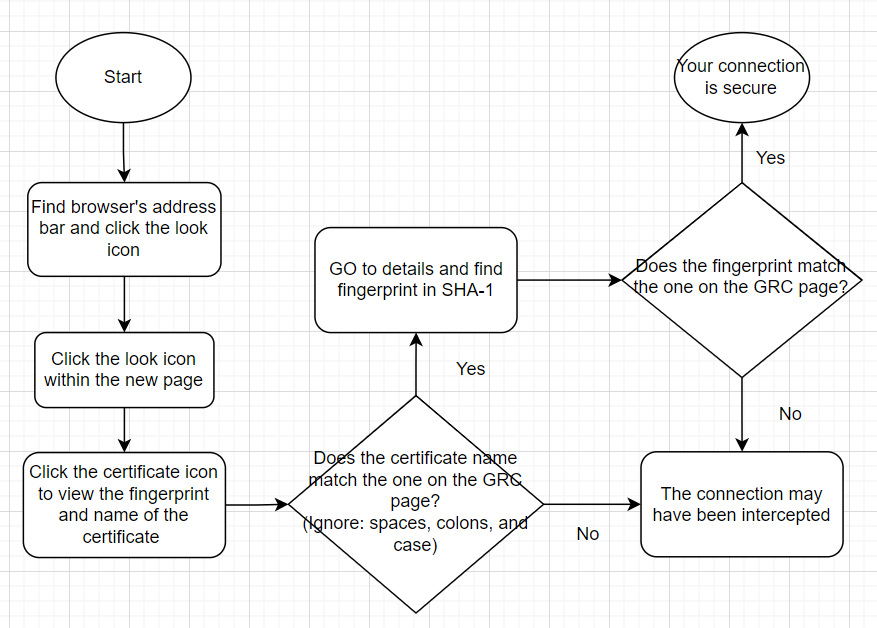 Start
Find browser's address
bar and click the look
icon
Click the look icon
within the new page
Click the certificate icon
to view the fingerprint
and name of the
certificate
Does the certificate name
match the one on the GRC
page?
(Ignore: spaces, colons, and
case)
Yes
No
GO to details and find
fingerprint in SHA-1
Does the fingerprint match
the one on the GRC page?
Yes
Your connection
is secure
No
The connection may
have been intercepted